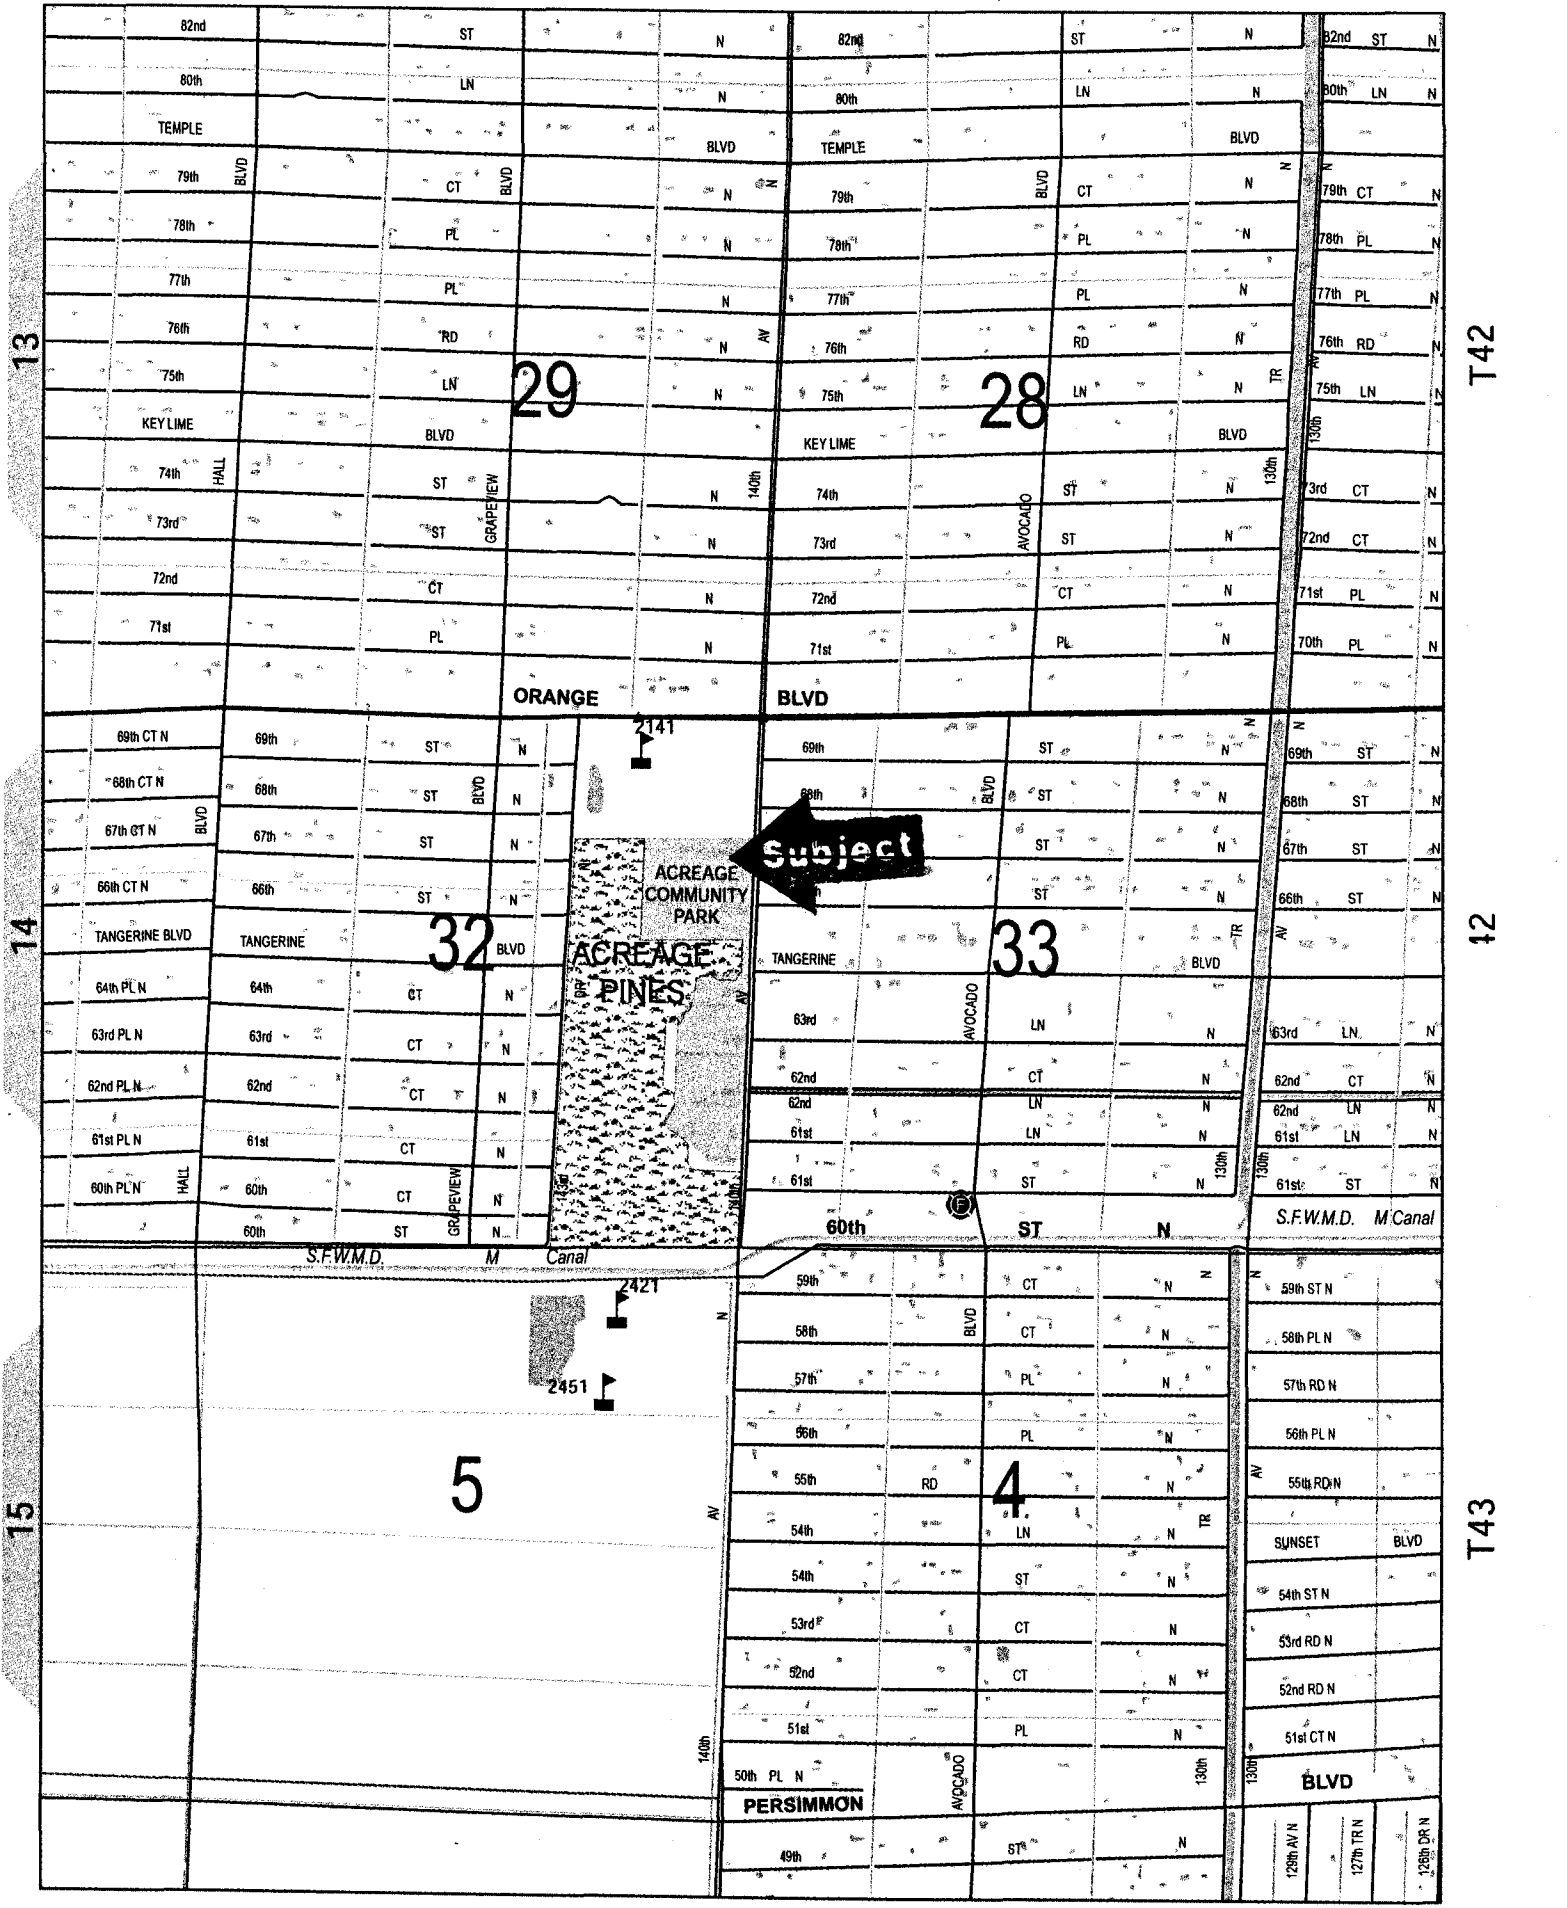 82nd ST N 82nd ST N 82nd ST N
80th LN N 80th LN N 80th LN N
TEMPLE BLVD TEMPLE BLVD
79th BLVD CT BLVD N N 79th BLVD CT N N N 79th CT N
78th PL N 78th PL N 78th PL N
77th PL N 77th PL N 77th PL N
13 76th RD N AV 76th RD N 76th RD N T42
75th LN 29 N 75th 28 LN N TR AV 75th LN N
KEY LIME BLVD KEY LIME BLVD 130th
74th HALL ST GRAPEVIEW N 140th 74th AVOCADO ST N 130th 73rd CT N
73rd ST N 73rd ST N 72nd CT N
72nd CT N 72nd CT N 71st PL N
71st PL N 71st PL N 70th PL N
ORANGE BLVD
69th CT N 69th ST N 2141 69th ST N N N 69th ST N
68th CT N 68th ST BLVD N 68th BLVD ST N 68th ST N
67th CT N BLVD 67th ST N Subject ST N 67th ST N
ACREAGE
COMMUNITY
PARK
66th CT N 66th ST N ST N 66th ST N
14 TANGERINE BLVD TANGERINE 32 BLVD TANGERINE 33 BLVD TR AV 42
ACREAGE
PINES
64th PL N 64th CT N DR AV
63rd PL N 63rd CT N 63rd AVOCADO LN N 63rd LN N
62nd PL N 62nd CT N 62nd CT N 62nd CT N
62nd LN N 62nd LN N
61st PL N 61st CT N 61st LN N 61st LN N
60th PL N HALL 60th CT GRAPEVIEW N 143rd 140th 61st ST N 130th 130th 61st ST N
60th ST N F 60th ST N S.F.W.M.D. M Canal
S.F.W.M.D. M Canal
2421 59th CT N N N 59th ST N
N 58th BLVD CT N 58th PL N
2451 57th PL N 57th RD N
56th PL N 56th PL N
15 5 55th RD 4 N AV 55th RD N T43
AV 54th LN N TR SUNSET BLVD
54th ST N 54th ST N
53rd CT N 53rd RD N
52nd CT N 52nd RD N
140th 51st PL N 51st CT N
50th PL N AVOCADO 130th 130th BLVD
PERSIMMON
49th ST N 129th AV N 127th TR N 126th DR N